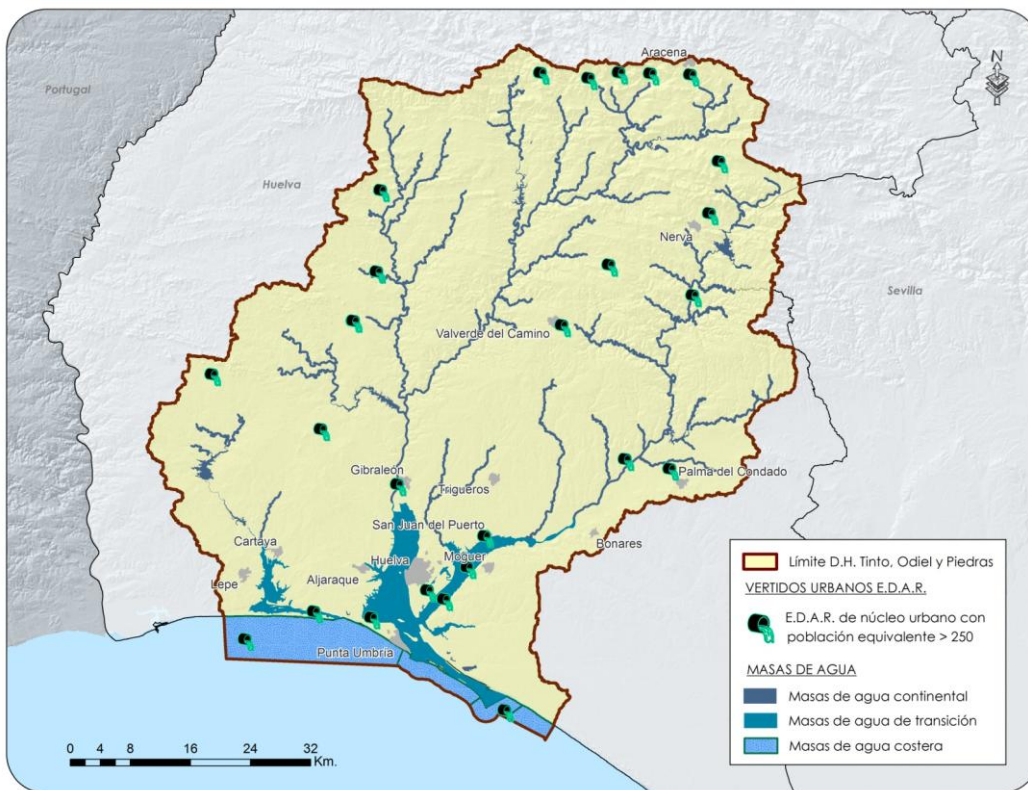 Aracena
N
Portugal
Huelva
Nerva
Sevilla
Valverde del Camino
Gibraleón
Trigueros
Palma del Condado
San Juan del Puerto
Cartaya
Bonares
Huelva
Moguer
Lepe
Aljaraque
Punta Umbría
Límite D.H. Tinto, Odiel y Piedras
VERTIDOS URBANOS E.D.A.R.
E.D.A.R. de núcleo urbano con
población equivalente > 250
MASAS DE AGUA
Masas de agua continental
Masas de agua de transición
Masas de agua costera
0 4 8 16 24 32
Km.